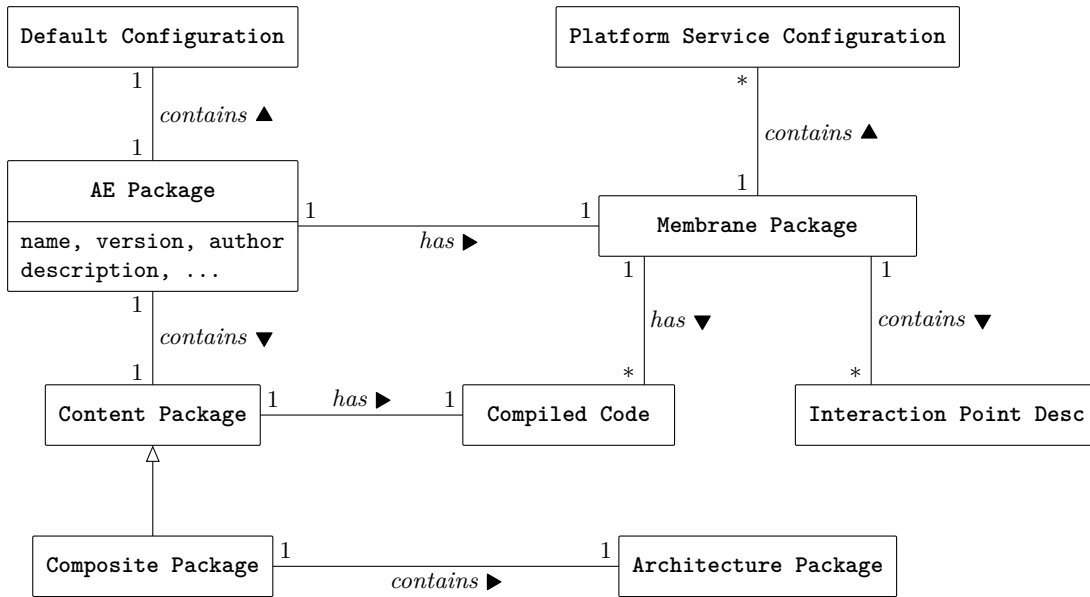 Default Configuration
Platform Service Configuration
1
*
contains ▲
contains ▲
1
1
AE Package
1
1
Membrane Package
name, version, author
description, ...
has ▶
1
1
1
contains ▼
has ▼
contains ▼
1
*
*
Content Package
1
has ▶
1
Compiled Code
Interaction Point Desc
Composite Package
1
contains ▶
1
Architecture Package